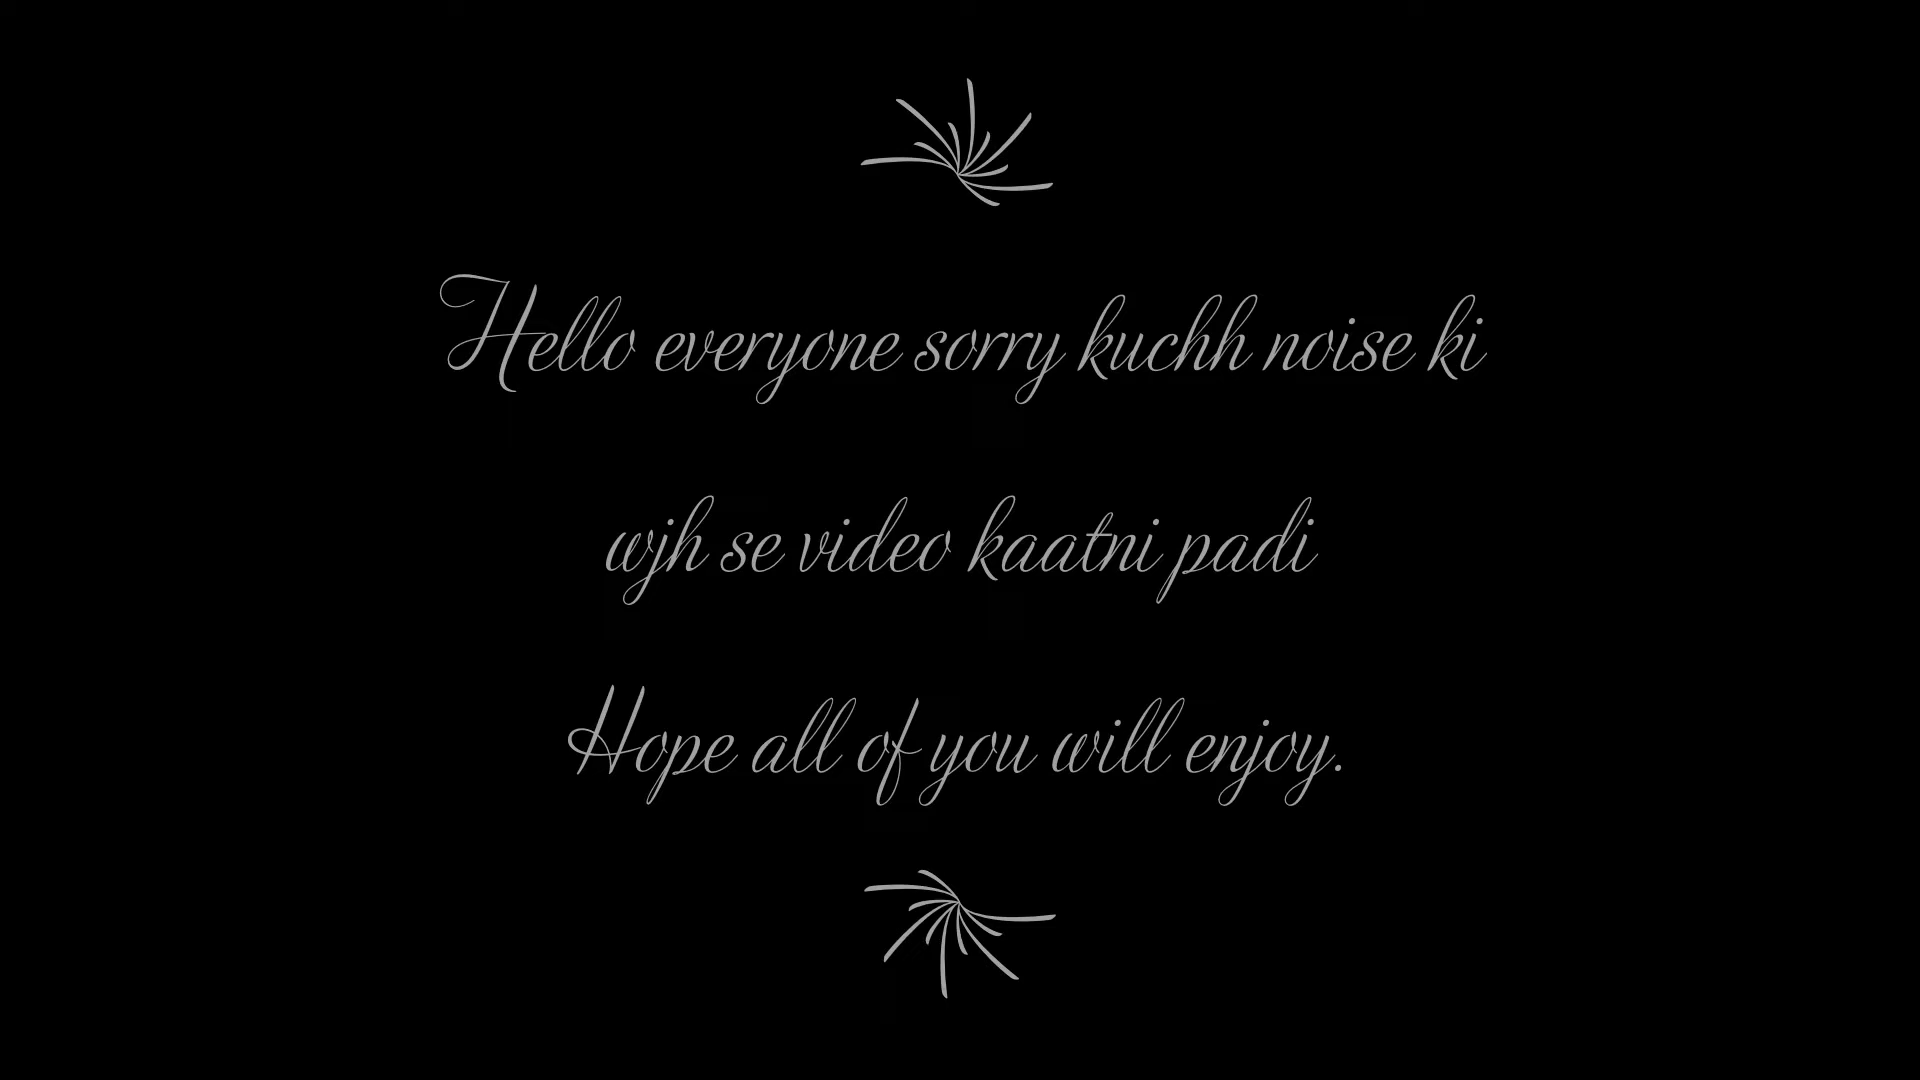 Hello everyone sorry kuchh noise ki
wjh se video kaatni padi
Hope all of you will enjoy.